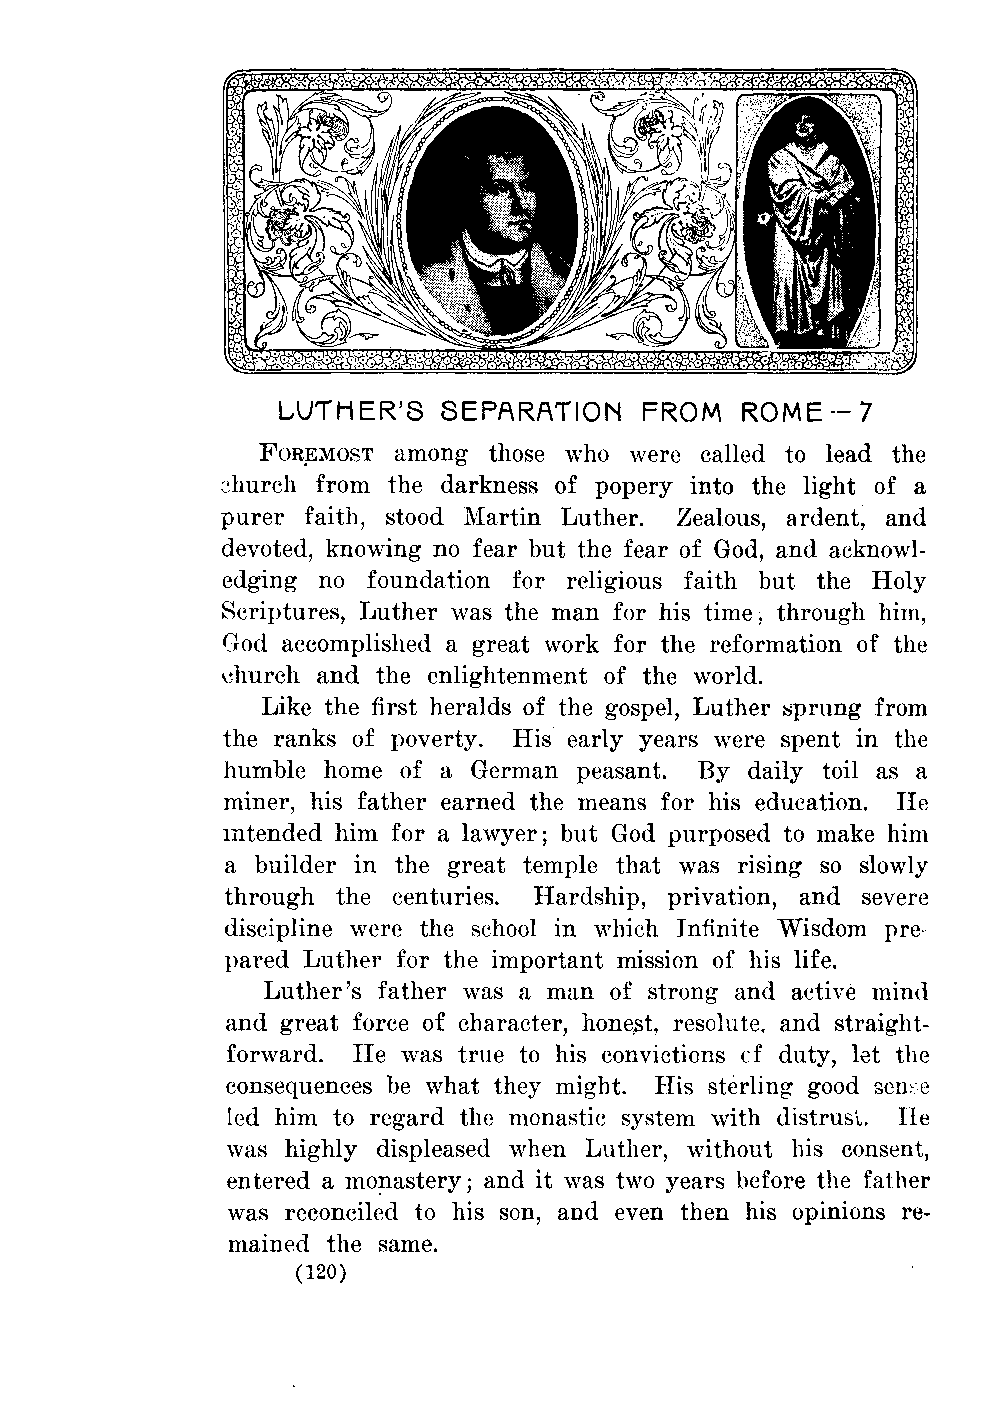 LUTHER'S SEPARATION FROM ROME — 7
FOREMOST among those who were called to lead the
church from the darkness of popery into the light of a
purer faith, stood Martin Luther. Zealous, ardent, and
devoted, knowing no fear but the fear of God, and acknowl-
edging no foundation for religious faith but the Holy
Scriptures, Luther was the man for his time; through him,
God accomplished a great work for the reformation of the
church and the enlightenment of the world.
Like the first heralds of the gospel, Luther sprung from
the ranks of poverty. His early years were spent in the
humble home of a German peasant. By daily toil as a
miner, his father earned the means for his education. He
intended him for a lawyer; but God purposed to make him
a builder in the great temple that was rising so slowly
through the centuries. Hardship, privation, and severe
discipline were the school in which Infinite Wisdom pre-
pared Luther for the important mission of his life.
Luther's father was a man of strong and active mind
and great force of character, honest, resolute, and straight-
forward. He was true to his convictions of duty, let the
consequences be what they might. His sterling good sense
led him to regard the monastic system with distrust. He
was highly displeased when Luther, without his consent,
entered a monastery; and it was two years before the father
was reconciled to his son, and even then his opinions re-
mained the same.
(120)